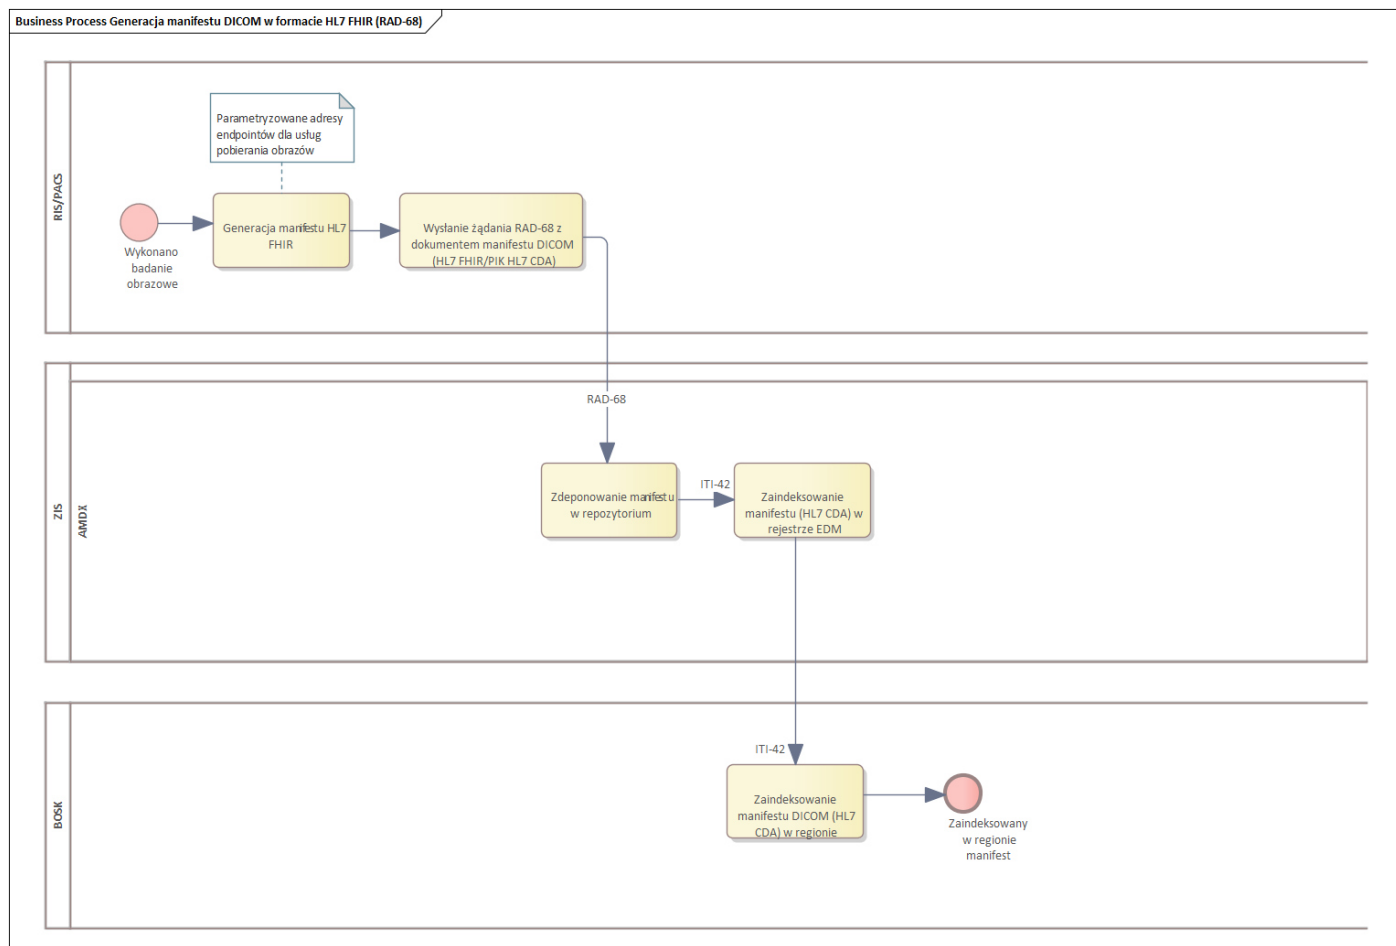 Business Process Generacja manifestu DICOM w formacie HL7 FHIR (RAD-68)
RIS/PACS
Parametryzowane adresy
endpointów dla usług
pobierania obrazów
Wykonano
badanie
obrazowe
Generacja manifestu HL7
FHIR
Wysłanie żądania RAD-68 z
dokumentem manifestu DICOM
(HL7 FHIR/PIK HL7 CDA)
ZIS
AMDX
RAD-68
Zdeponowanie manifestu
w repozytorium
ITI-42
Zaindeksowanie
manifestu (HL7 CDA) w
rejestrze EDM
BOSK
ITI-42
Zaindeksowanie
manifestu DICOM (HL7
CDA) w regionie
Zaindeksowany
w regionie
manifest